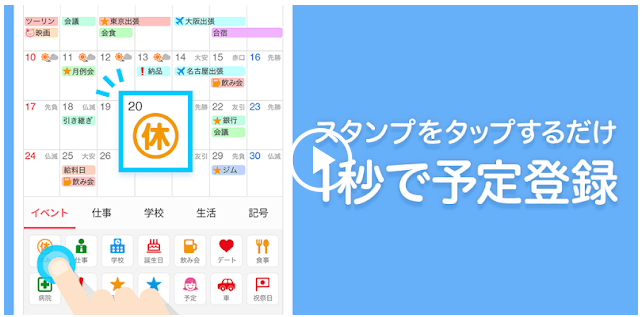 ツーリン 会議 東京出張 大阪出張
映画 会食 合宿
10 11 12 13 14 大安 15 赤口 16 先勝
月例会 納品 名古屋出張
飲み会
17 先負 18 仏滅 19 20 先勝 22 友引 23 先負
休
引き継ぎ 銀行
会議
24 仏滅 25 大安 26 友引 29 先負 30 仏滅
給料日 ジム
飲み会
イベント 仕事 学校 生活 記号
休 仕事 学校 誕生日 飲み会 デート 食事
病院 予定 車 祝祭日
スタンプをタップするだけ
1秒で予定登録